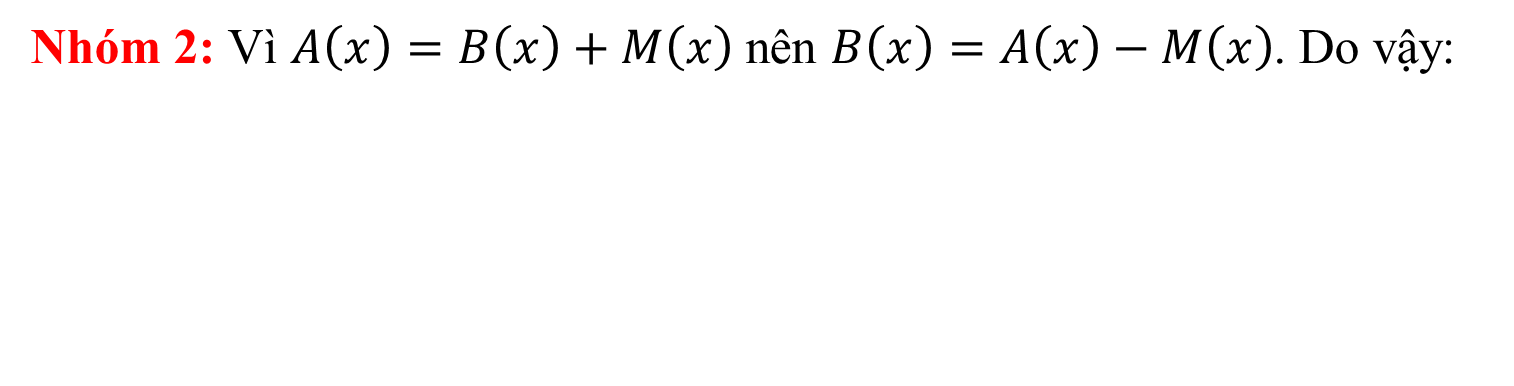 Nhóm 2: Vì A(x) = B(x) + M(x) nên B(x) = A(x) − M(x). Do vậy: